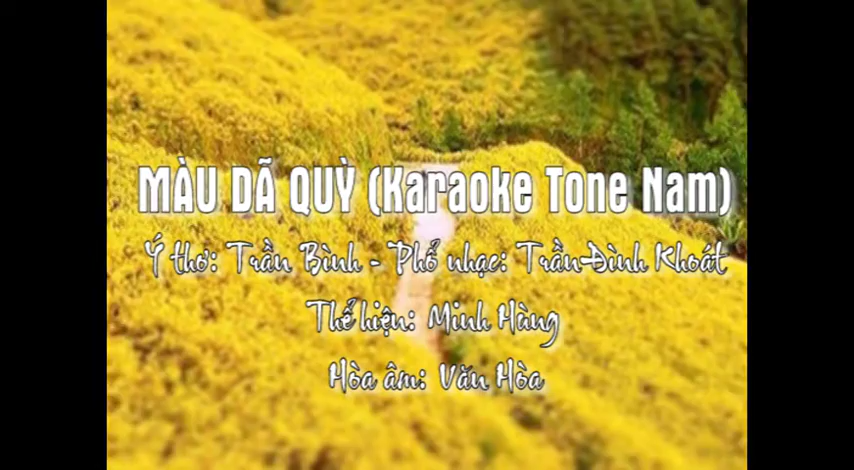 MÀU DÃ QUỲ (Karaoke Tone Nam)
Ý thơ: Trần Bình - Phổ nhạc: Trần Đình Khoát
Thể hiện: Minh Hàng
Hòa âm: Văn Hòa